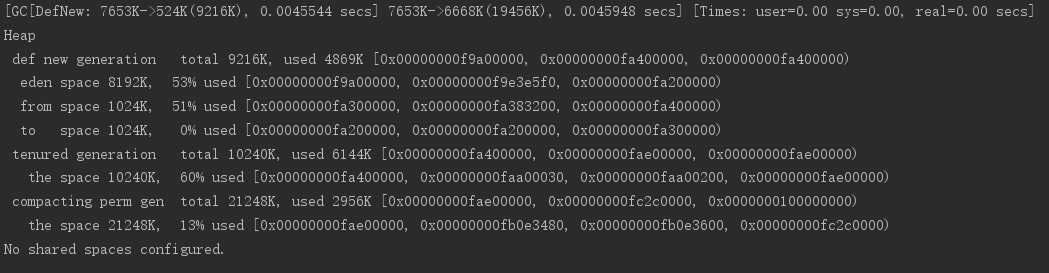 [GC[DefNew: 7653K->524K(9216K), 0.0045544 secs] 7653K->6668K(19456K), 0.0045948 secs] [Times: user=0.00 sys=0.00, real=0.00 secs]
Heap
def new generation   total 9216K, used 4869K [0x00000000f9a00000, 0x00000000fa400000, 0x00000000fa400000)
eden space 8192K,  53% used [0x00000000f9a00000, 0x00000000f9e3e5f0, 0x00000000fa200000)
from space 1024K,  51% used [0x00000000fa300000, 0x00000000fa383200, 0x00000000fa400000)
to   space 1024K,   0% used [0x00000000fa200000, 0x00000000fa200000, 0x00000000fa300000)
tenured generation   total 10240K, used 6144K [0x00000000fa400000, 0x00000000fae00000, 0x00000000fae00000)
the space 10240K,  60% used [0x00000000fa400000, 0x00000000faa00030, 0x00000000faa00200, 0x00000000fae00000)
compacting perm gen  total 21248K, used 2956K [0x00000000fae00000, 0x00000000fc2c0000, 0x0000000100000000)
the space 21248K,  13% used [0x00000000fae00000, 0x00000000fb0e3480, 0x00000000fb0e3600, 0x00000000fc2c0000)
No shared spaces configured.